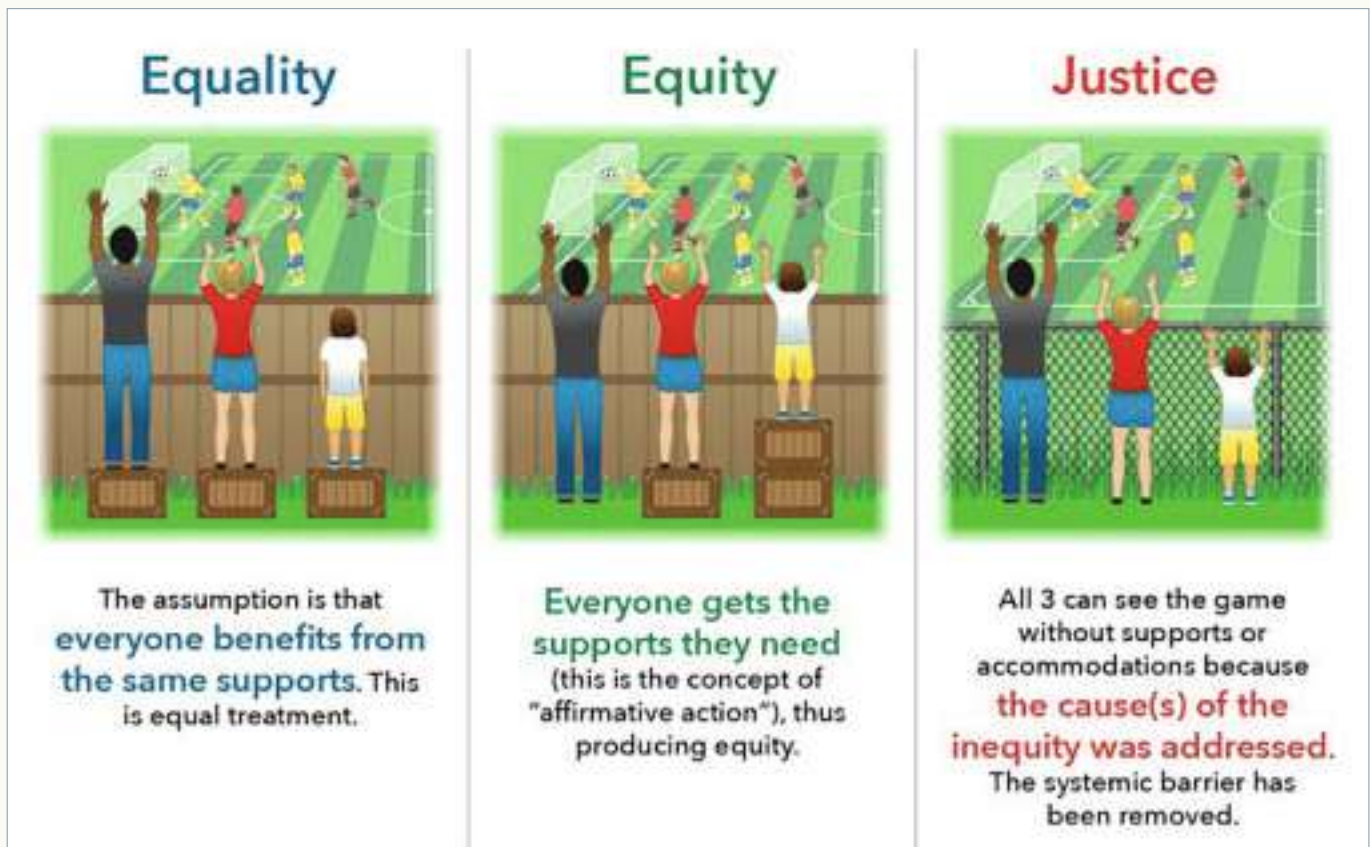 Equality
The assumption is that
everyone benefits from
the same supports. This
is equal treatment.
Equity
Everyone gets the
supports they need
(this is the concept of
"affirmative action"), thus
producing equity.
Justice
All 3 can see the game
without supports or
accommodations because
the cause(s) of the
inequity was addressed.
The systemic barrier has
been removed.